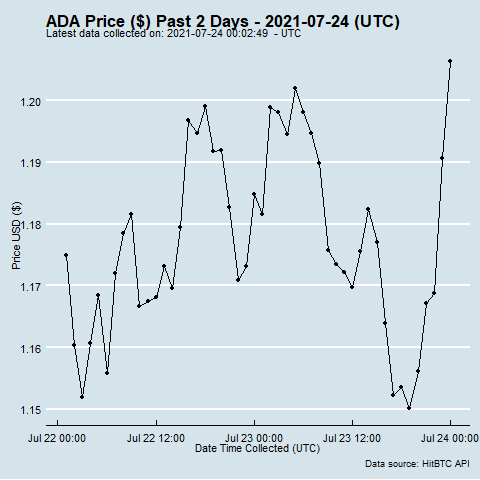 ADA Price ($) Past 2 Days - 2021-07-24 (UTC)
Latest data collected on: 2021-07-24 00:02:49 - UTC
1.20
1.19
1.18
1.17
1.16
1.15
Price USD ($)
Jul 22 00:00
Jul 22 12:00
Jul 23 00:00
Jul 23 12:00
Jul 24 00:00
Date Time Collected (UTC)
Data source: HitBTC API